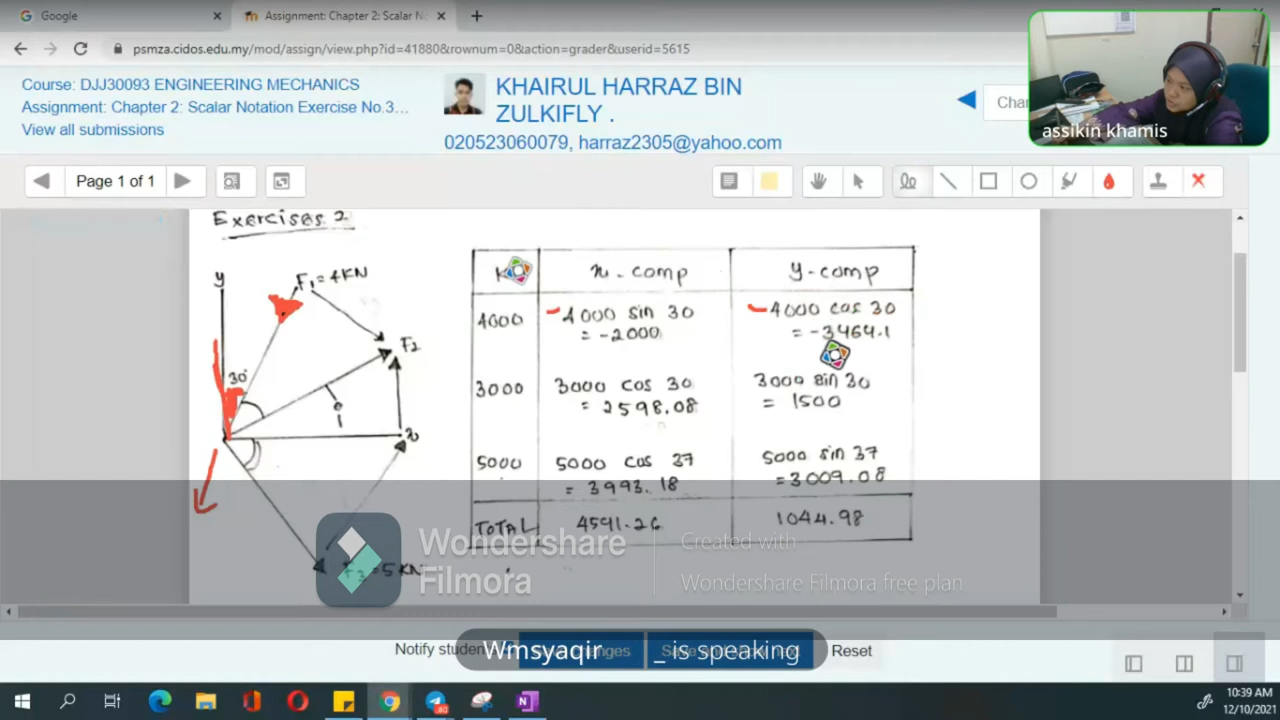 Google
Assignment: Chapter 2: Scalar No
psmza.cidos.edu.my/mod/assign/view.php?id=41880&rownum=0&action=grader&userid=5615
Course: DJJ30093 ENGINEERING MECHANICS
Assignment: Chapter 2: Scalar Notation Exercise No.3...
View all submissions
KHAIRUL HARRAZ BIN
ZULKIFLY .
020523060079, harraz2305@yahoo.com
assikin khamis
Page 1 of 1
Exercises 2
y
F1 = 4KN
F2
30°
x
F3 = 5 KN
x - comp
y - comp
4000
- 4000 sin 30
= -2000
- 4000 cos 30
= -3464.1
3000
3000 cos 30
= 2598.08
3000 sin 30
= 1500
5000
5000 cos 37
= 3993.18
5000 sin 37
= 3009.08
TOTAL
4591.26
1044.98
Wondershare
Filmora
Created with
Wondershare Filmora free plan
Notify students
Wmsyaqir _ is speaking
Reset
10:39 AM
12/10/2021